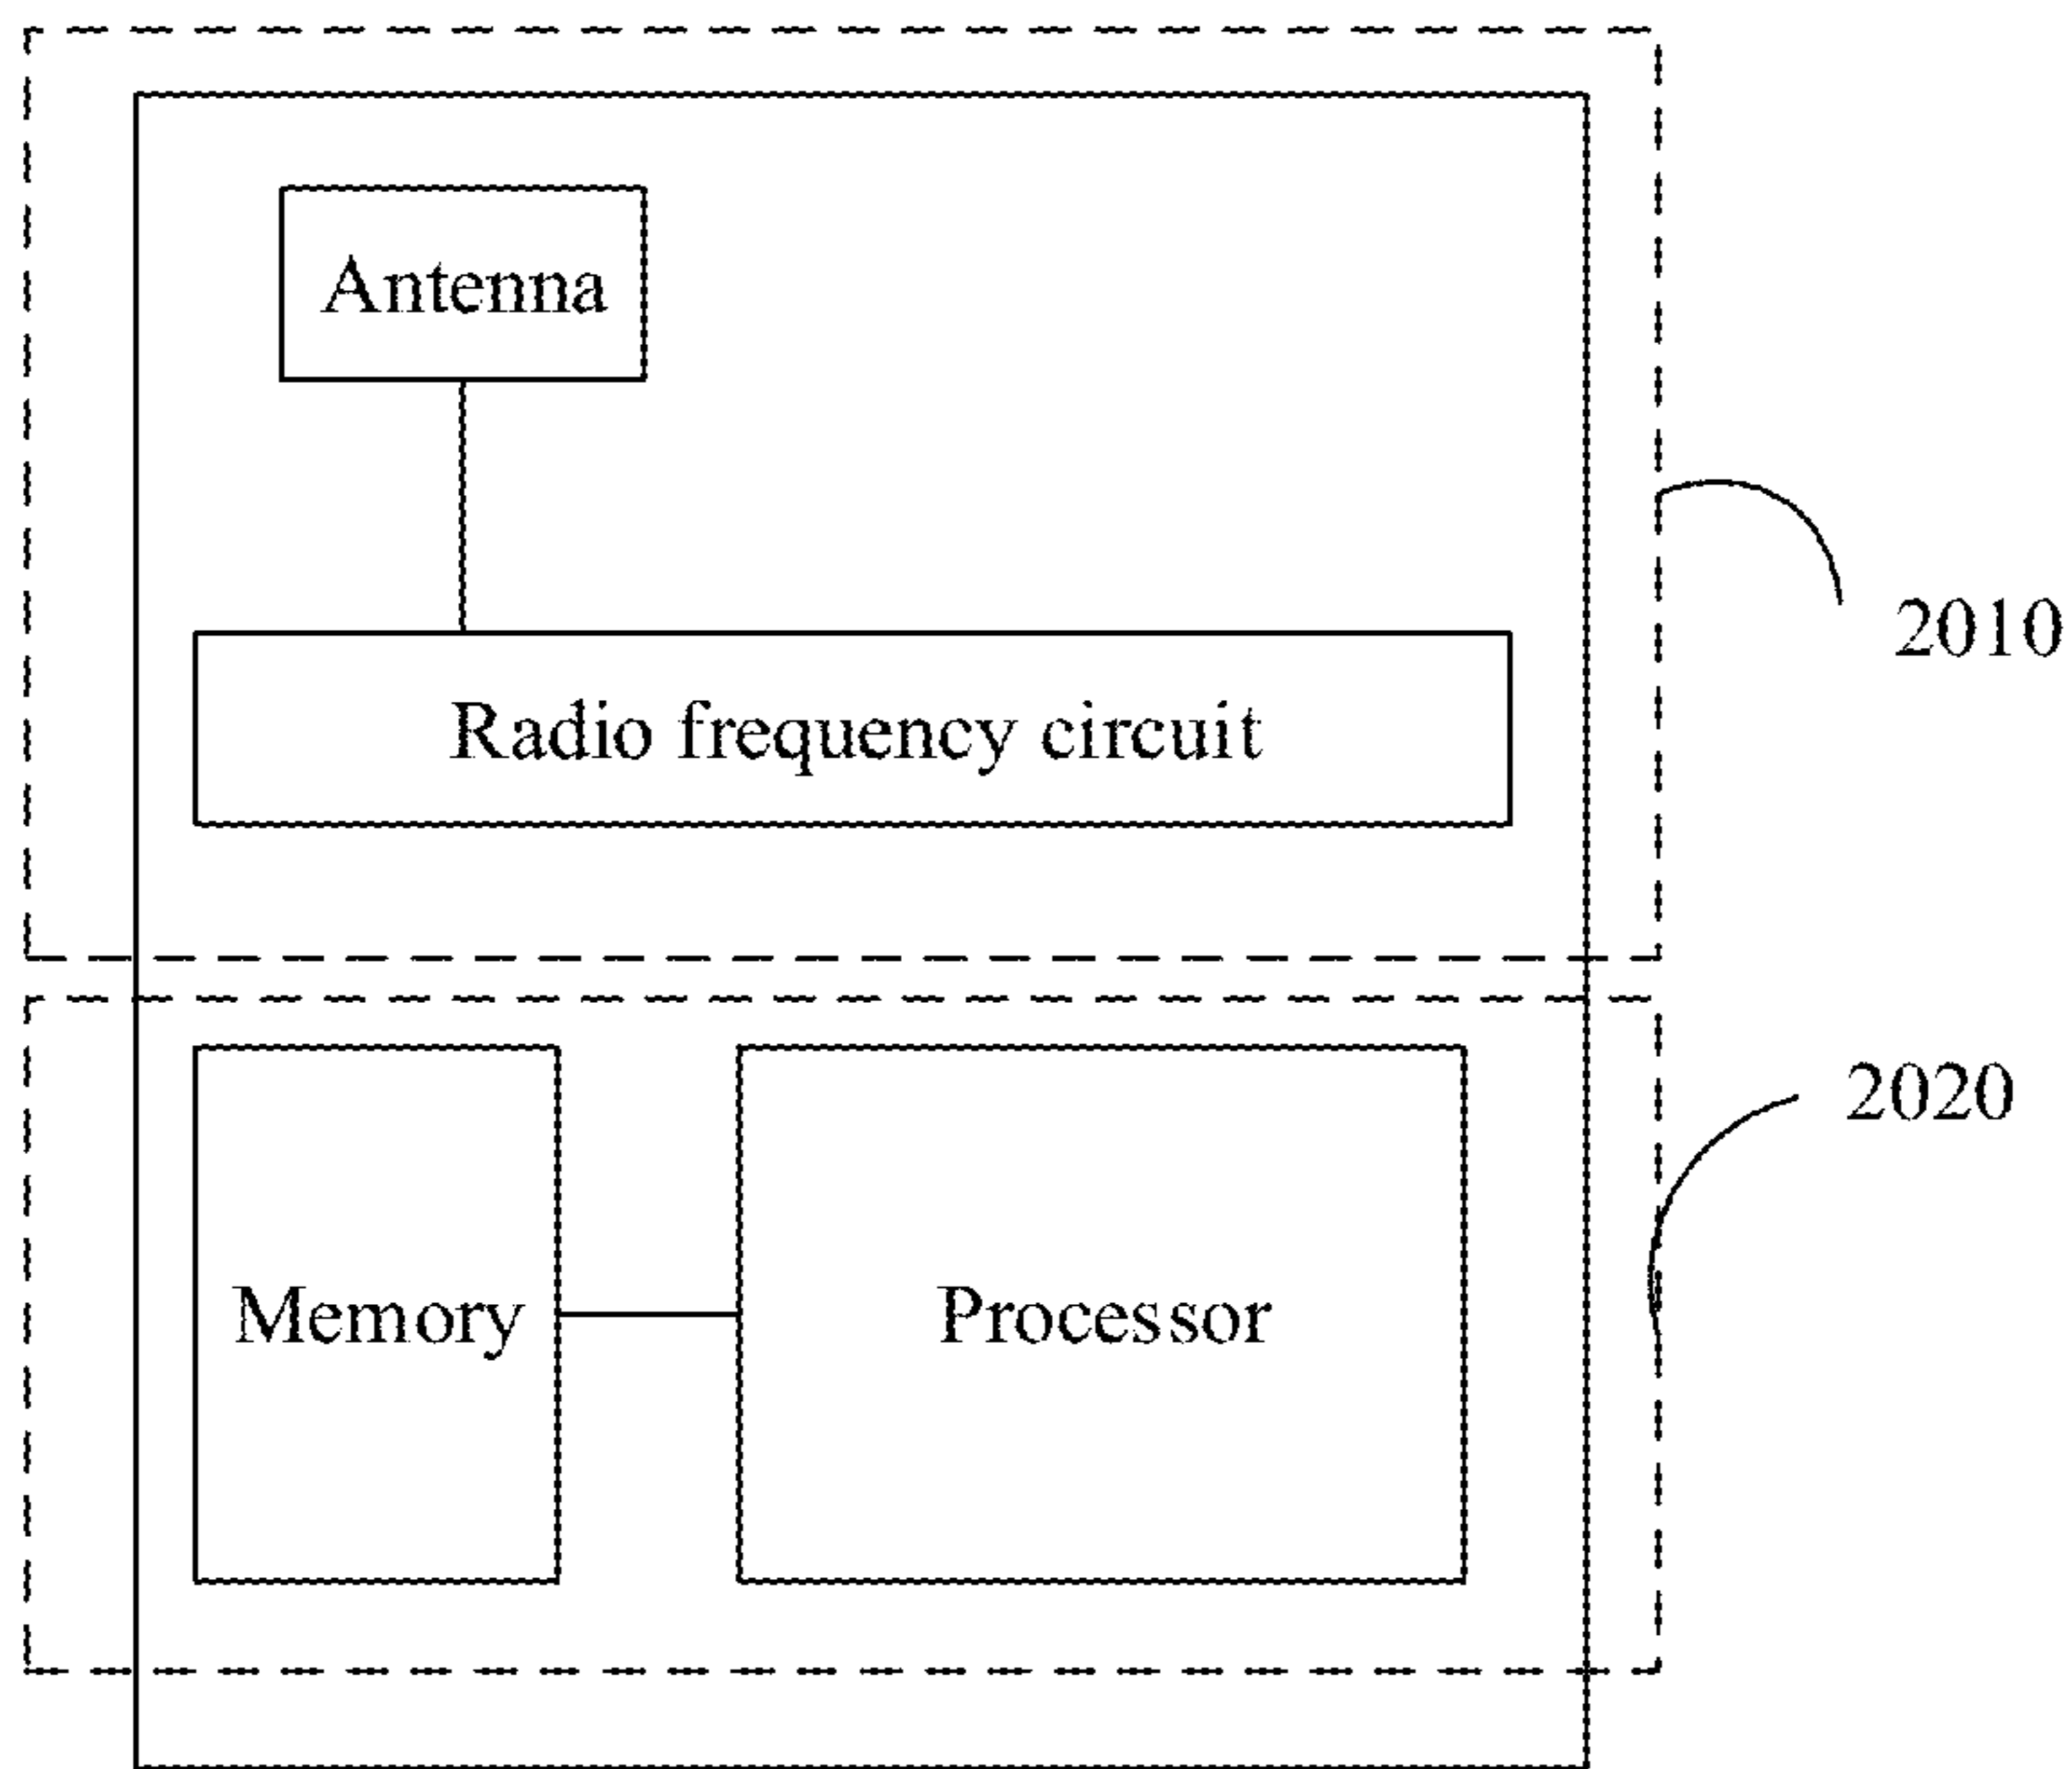 Antenna
2010
Radio frequency circuit
2020
Memory
Processor